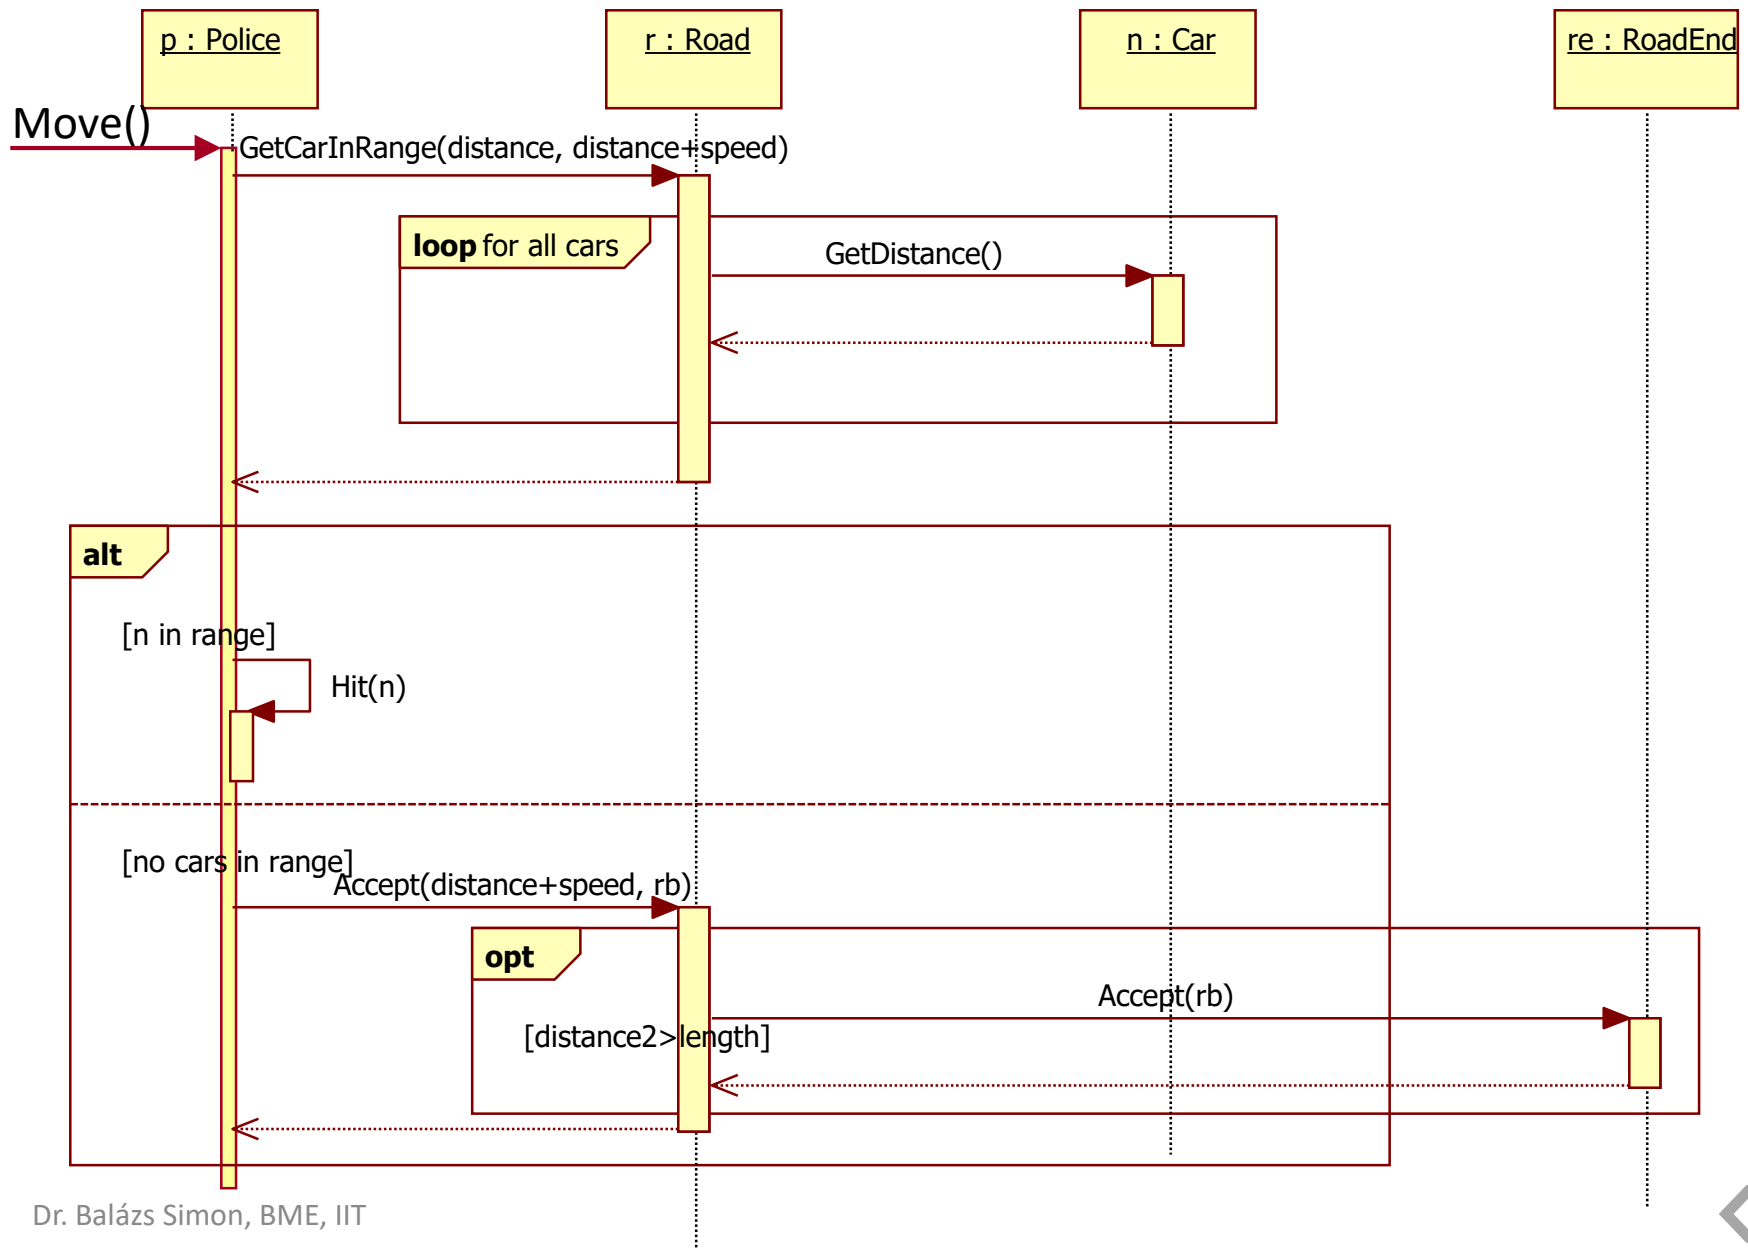 p : Police
r : Road
n : Car
re : RoadEnd
Move()
GetCarInRange(distance, distance+speed)
loop for all cars
GetDistance()
alt
[n in range]
Hit(n)
[no cars in range]
Accept(distance+speed, rb)
opt
Accept(rb)
[distance2>length]
Dr. Balázs Simon, BME, IIT